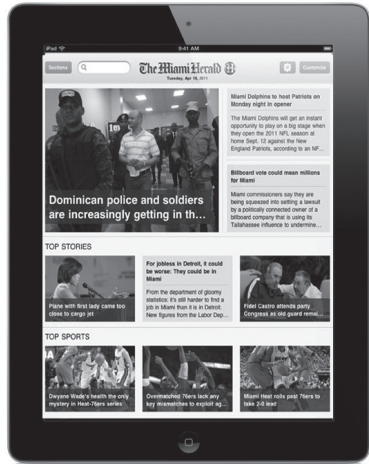 iPad
9:41 AM
Sections
The Miami Herald
Customize
Tuesday, Apr 19, 2011
Dominican police and soldiers
are increasingly getting in th...
Miami Dolphins to host Patriots on
Monday night in opener
The Miami Dolphins will get an instant
opportunity to play on a big stage when
they open the 2011 NFL season at
home Sept. 12 against the New
England Patriots, according to an NF...
Billboard vote could mean millions
for Miami
Miami commissioners say they are
being squeezed into settling a lawsuit
by a politically connected owner of a
billboard company that is using its
Tallahassee influence to undermine...
TOP STORIES
Plane with first lady came too
close to cargo jet
For jobless in Detroit, it could
be worse: They could be in
Miami
From the department of gloomy
statistics: it's still harder to find a
job in Miami than it is in Detroit.
New figures from the Labor Dep...
Fidel Castro attends party
Congress as old guard remai...
TOP SPORTS
Dwyane Wade's health the only
mystery in Heat-76ers series
Overmatched 76ers lack any
key mismatches to exploit ag...
Miami Heat rolls past 76ers to
take 2-0 lead